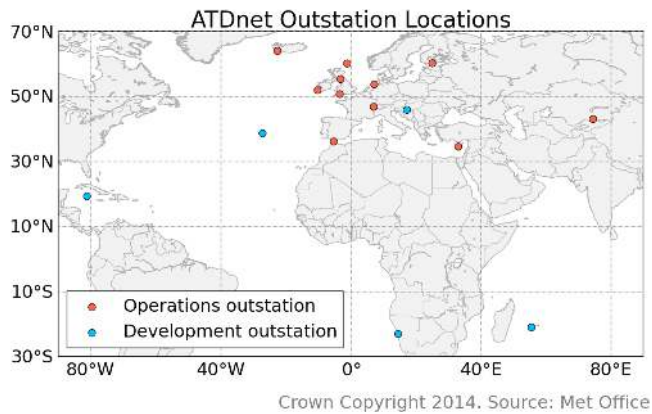 ATDnet Outstation Locations
70°N
50°N
30°N
10°N
10°S
30°S
Operations outstation
Development outstation
80°W
40°W
0°
40°E
80°E
Crown Copyright 2014. Source: Met Office